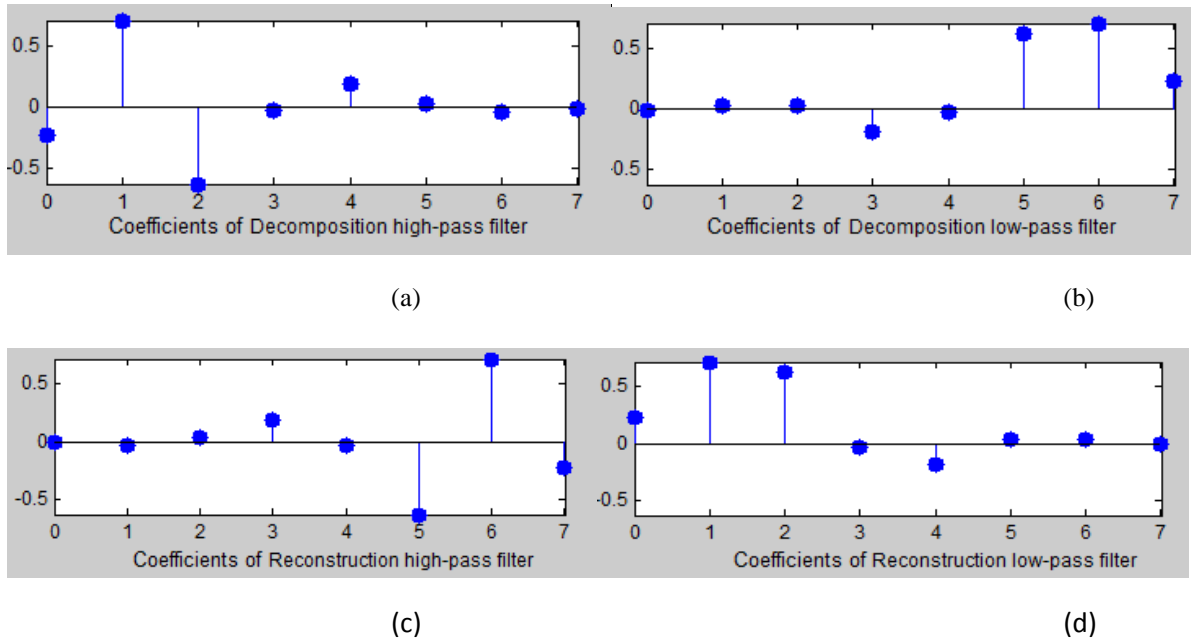 0.5
0
-0.5
0 1 2 3 4 5 6 7
Coefficients of Decomposition high-pass filter
(a)
0.5
0
-0.5
0 1 2 3 4 5 6 7
Coefficients of Decomposition low-pass filter
(b)
0.5
0
-0.5
0 1 2 3 4 5 6 7
Coefficients of Reconstruction high-pass filter
(c)
0.5
0
-0.5
0 1 2 3 4 5 6 7
Coefficients of Reconstruction low-pass filter
(d)